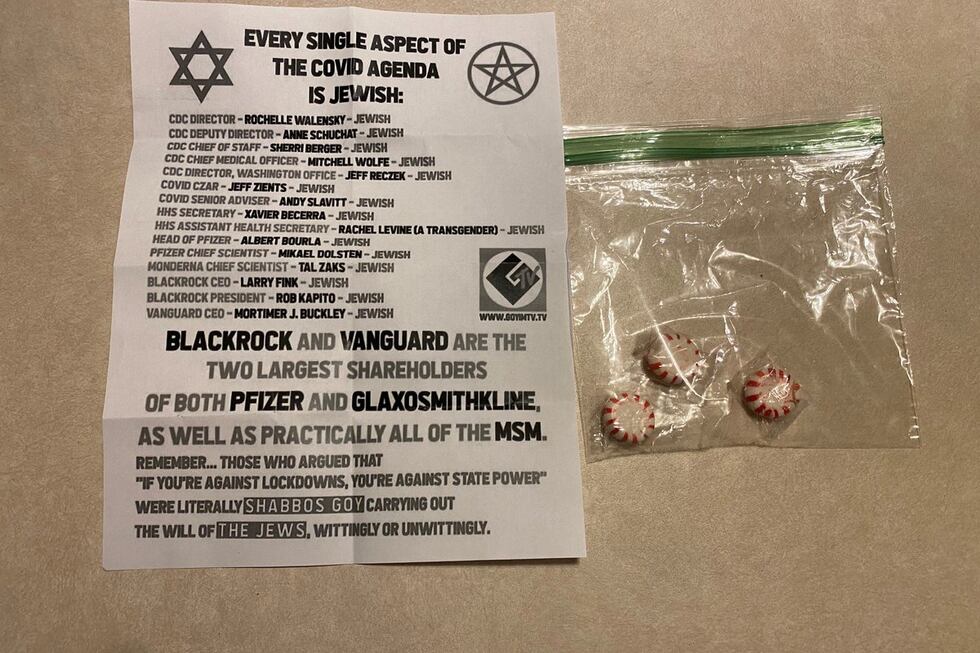 EVERY SINGLE ASPECT OF
THE COVID AGENDA
IS JEWISH:
CDC DIRECTOR - ROCHELLE WALENSKY - JEWISH
CDC DEPUTY DIRECTOR - ANNE SCHUCHAT - JEWISH
CDC CHIEF OF STAFF - SHERRI BERGER - JEWISH
CDC CHIEF MEDICAL OFFICER - MITCHELL WOLFE - JEWISH
CDC DIRECTOR, WASHINGTON OFFICE - JEFF RECZEK - JEWISH
COVID CZAR - JEFF ZIENTS - JEWISH
COVID SENIOR ADVISER - ANDY SLAVITT - JEWISH
HHS SECRETARY - XAVIER BECERRA - JEWISH
HHS ASSISTANT HEALTH SECRETARY - RACHEL LEVINE (A TRANSGENDER) - JEWISH
HEAD OF PFIZER - ALBERT BOURLA - JEWISH
PFIZER CHIEF SCIENTIST - MIKAEL DOLSTEN - JEWISH
MONDERNA CHIEF SCIENTIST - TAL ZAKS - JEWISH
BLACKROCK CEO - LARRY FINK - JEWISH
BLACKROCK PRESIDENT - ROB KAPITO - JEWISH
VANGUARD CEO - MORTIMER J. BUCKLEY - JEWISH
GTV
WWW.GOYIMTV.TV
BLACKROCK AND VANGUARD ARE THE
TWO LARGEST SHAREHOLDERS
OF BOTH PFIZER AND GLAXOSMITHKLINE,
AS WELL AS PRACTICALLY ALL OF THE MSM.
REMEMBER... THOSE WHO ARGUED THAT
"IF YOU'RE AGAINST LOCKDOWNS, YOU'RE AGAINST STATE POWER"
WERE LITERALLY SHABBOS GOY CARRYING OUT
THE WILL OF THE JEWS, WITTINGLY OR UNWITTINGLY.